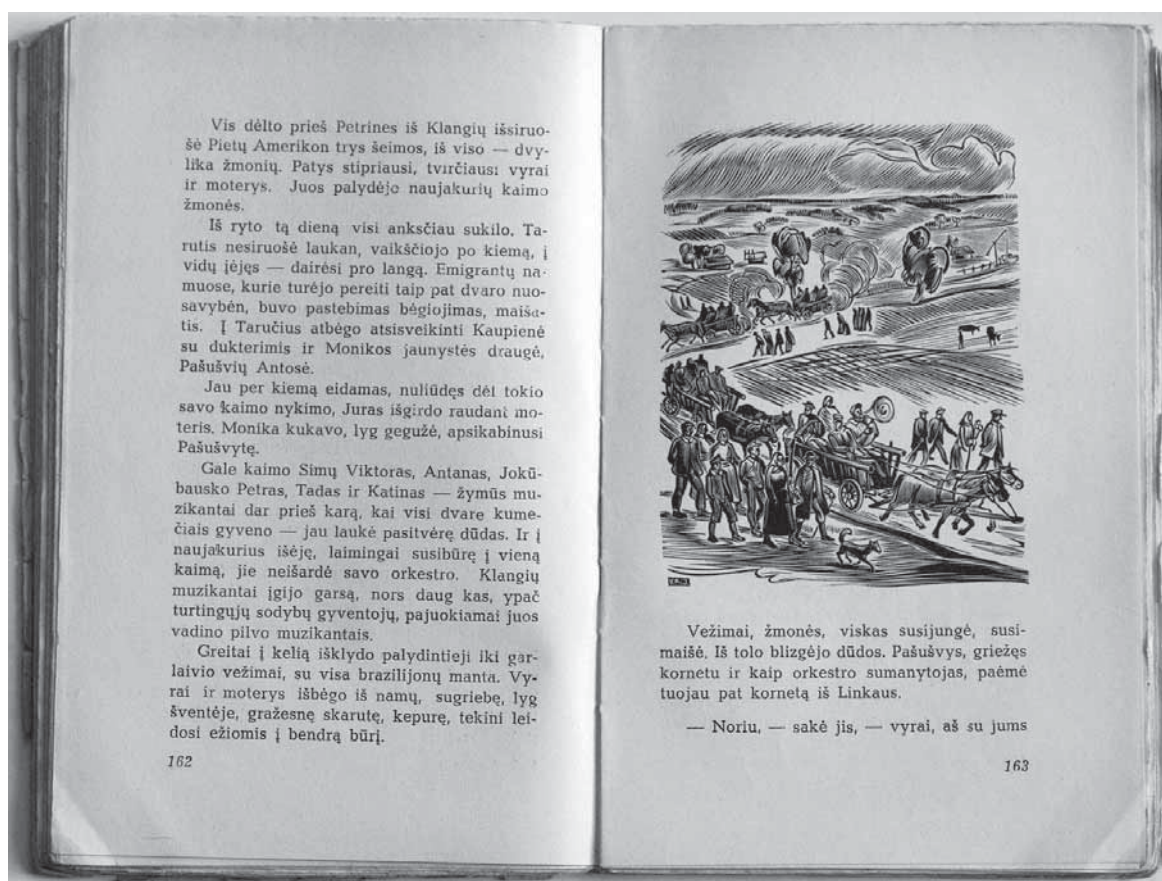 Vis dėlto prieš Petrines iš Klangių išsiruo-
šė Pietų Amerikon trys šeimos, iš viso — dvy-
lika žmonių. Patys stipriausi, tvirčiausi vyrai
ir moterys. Juos palydėjo naujakurių kaimo
žmonės.
Iš ryto tą dieną visi anksčiau sukilo. Ta-
rutis nesiruošė laukan, vaikščiojo po kiemą, į
vidų įėjęs — dairėsi pro langą. Emigrantų na-
muose, kurie turėjo pereiti taip pat dvaro nuo-
savybėn, buvo pastebimas bėgiojimas, maiša-
tis. Į Taručius atbėgo atsisveikinti Kaupienė
su dukterimis ir Monikos jaunystės draugė,
Pašušvių Antosė.
Jau per kiemą eidamas, nuliūdęs dėl tokio
savo kaimo nykimo, Juras išgirdo raudant mo-
teris. Monika kukavo, lyg gegužė, apsikabinusi
Pašušvytę.
Gale kaimo Simų Viktoras, Antanas, Jokū-
bausko Petras, Tadas ir Katinas — žymūs mu-
zikantai dar prieš karą, kai visi dvare kume-
čiais gyveno — jau laukė pasitvėrę dūdas. Ir į
naujakurius išėję, laimingai susibūrę į vieną
kaimą, jie neišardė savo orkestro. Klangių
muzikantai įgijo garsą, nors daug kas, ypač
turtingųjų sodybų gyventojų, pajuokiamai juos
vadino pilvo muzikantais.
Greitai į kelią išklydo palydintieji iki gar-
laivio vežimai, su visa brazilijonų manta. Vy-
rai ir moterys išbėgo iš namų, sugriebę, lyg
šventėje, gražesnę skarutę, kepurę, tekini lei-
dosi ežiomis į bendrą būrį.
162
Vežimai, žmonės, viskas susijungė, susi-
maišė. Iš tolo blizgėjo dūdos. Pašušvys, griežęs
kornetu ir kaip orkestro sumanytojas, paėmė
tuojau pat kornetą iš Linkaus.
— Noriu, — sakė jis, — vyrai, aš su jums
163